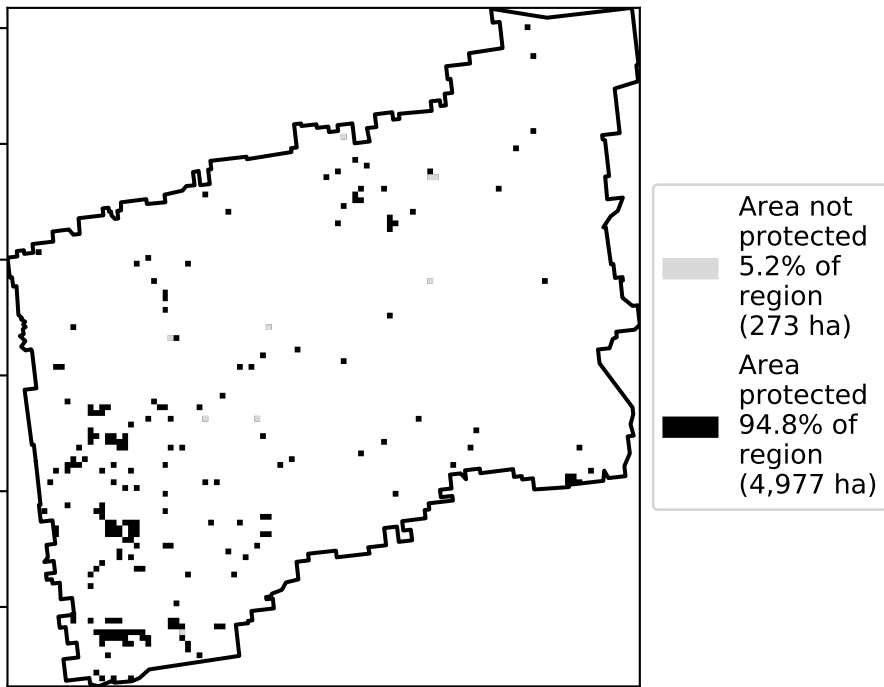 Area not
protected
5.2% of
region
(273 ha)
Area
protected
94.8% of
region
(4,977 ha)